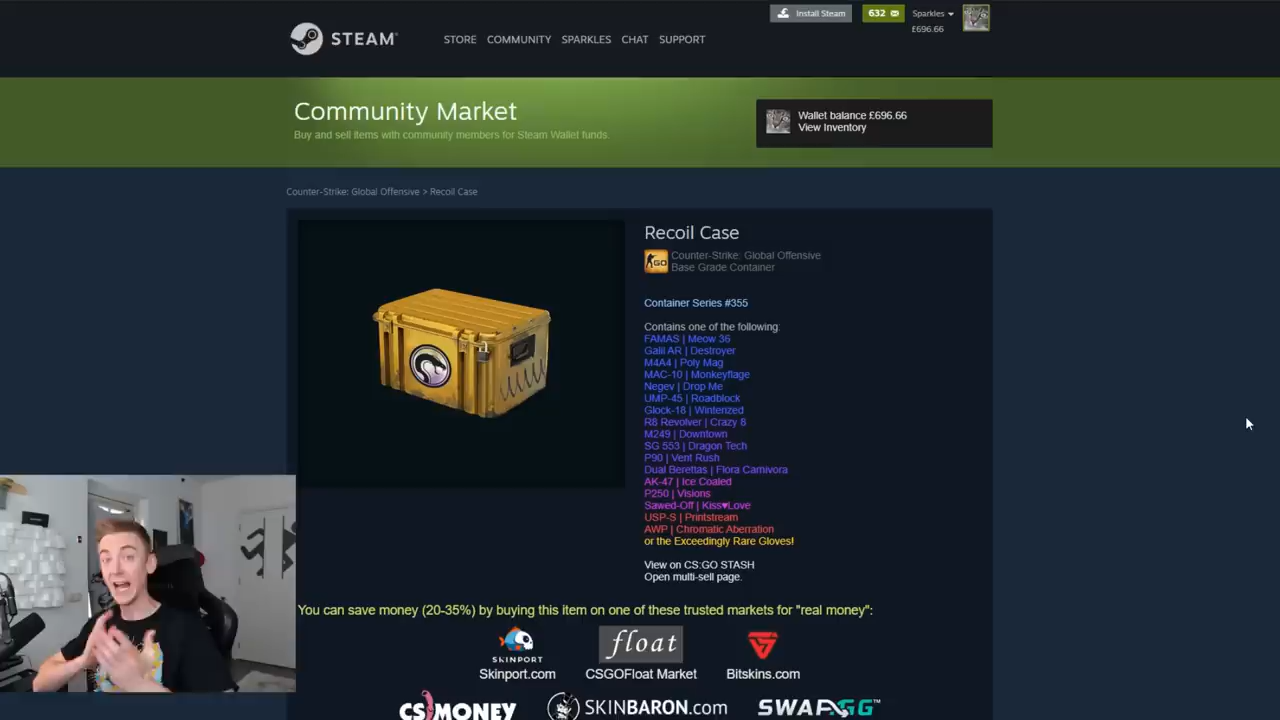 Install Steam
632
Sparkles
£696.66
STEAM
STORE COMMUNITY SPARKLES CHAT SUPPORT
Community Market
Buy and sell items with community members for Steam Wallet funds.
Wallet balance £696.66
View Inventory
Counter-Strike: Global Offensive > Recoil Case
Recoil Case
GO
Counter-Strike: Global Offensive
Base Grade Container
Container Series #355
Contains one of the following:
FAMAS | Meow 36
Galil AR | Destroyer
M4A4 | Poly Mag
MAC-10 | Monkeyflage
Negev | Drop Me
UMP-45 | Roadblock
Glock-18 | Winterized
R8 Revolver | Crazy 8
M249 | Downtown
SG 553 | Dragon Tech
P90 | Vent Rush
Dual Berettas | Flora Carnivora
AK-47 | Ice Coaled
P250 | Visions
Sawed-Off | Kiss♥Love
USP-S | Printstream
AWP | Chromatic Aberration
or the Exceedingly Rare Gloves!
View on CS:GO STASH
Open multi-sell page.
You can save money (20-35%) by buying this item on one of these trusted markets for "real money":
SKINPORT
float
Skinport.com
CSGOFloat Market
Bitskins.com
CS MONEY
SKINBARON.com
SWAP.GG